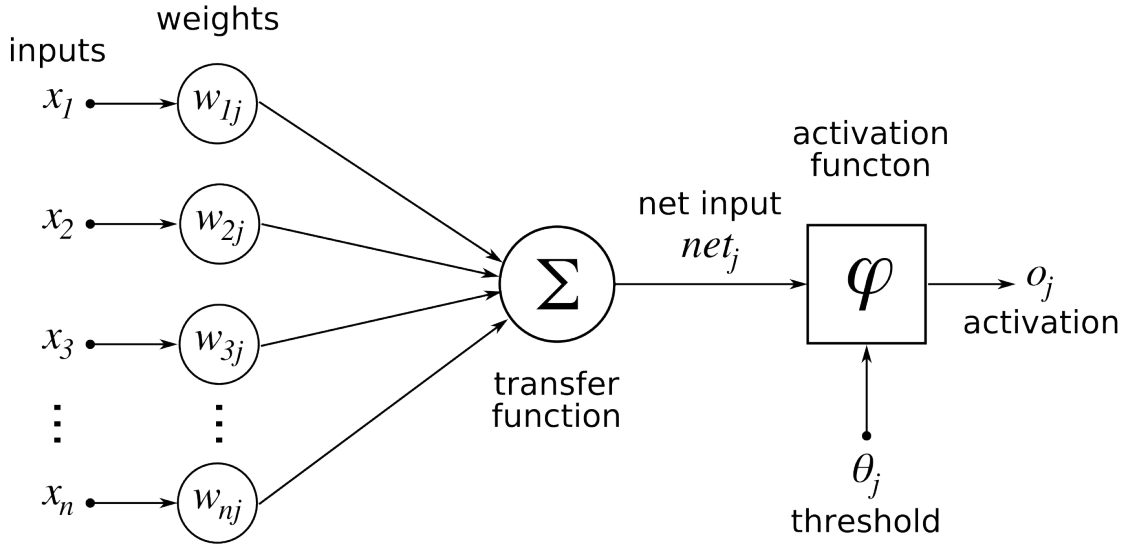 weights
inputs
x₁
w₁ⱼ
x₂
w₂ⱼ
x₃
w₃ⱼ
⋮
⋮
xₙ
wₙⱼ
Σ
transfer
function
net input
netⱼ
activation
functon
φ
oⱼ
activation
θⱼ
threshold